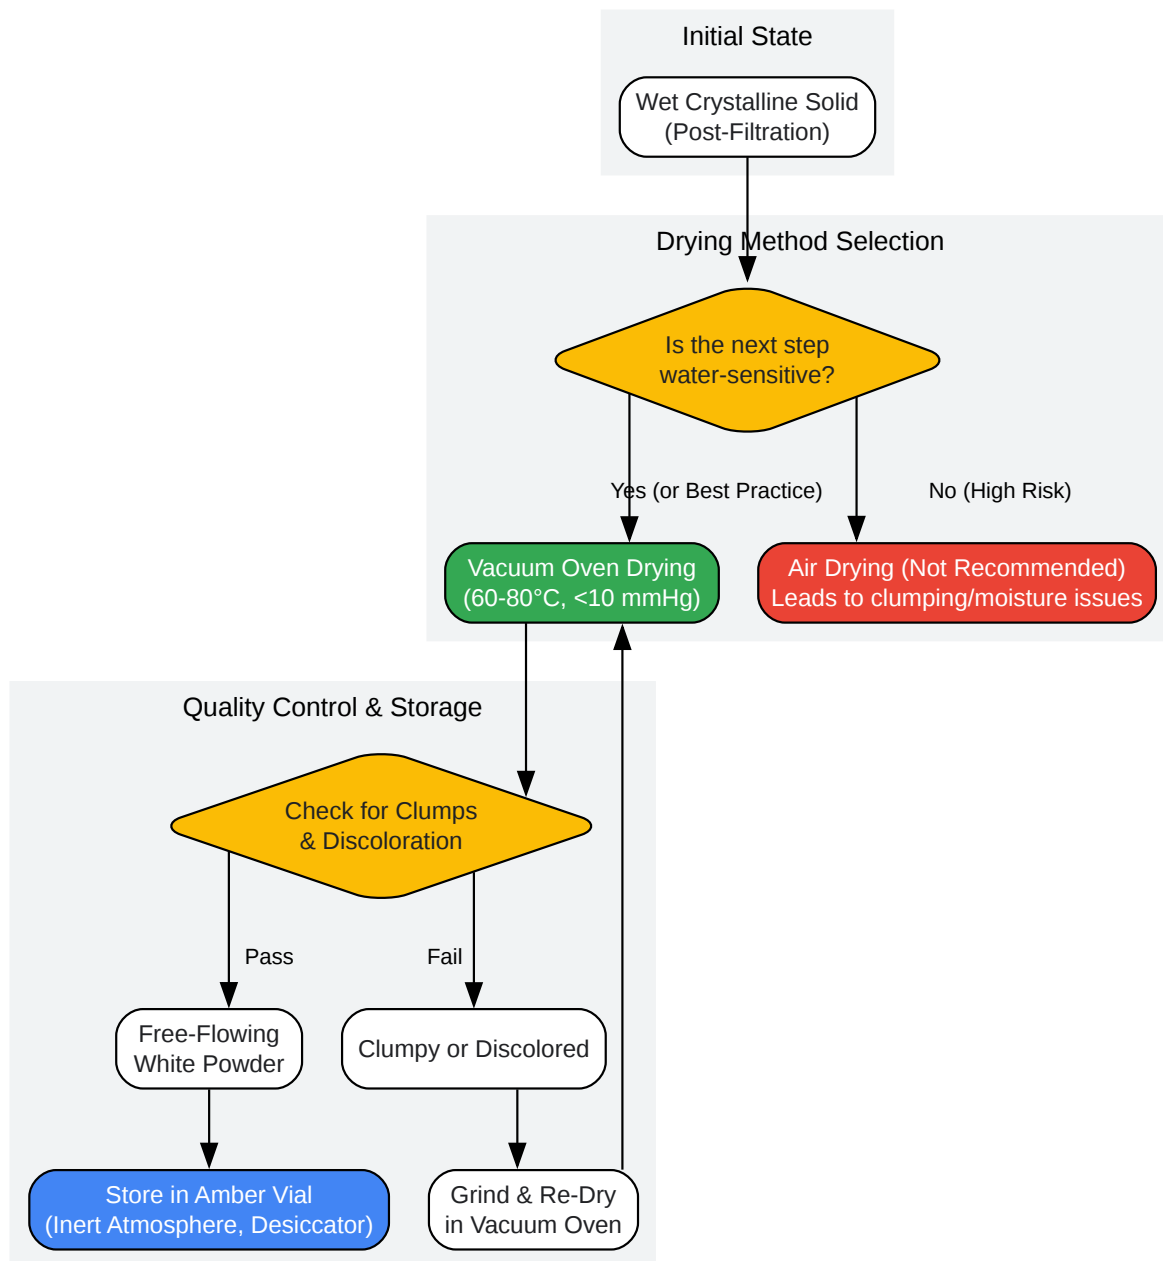 Initial State
Wet Crystalline Solid
(Post-Filtration)
Drying Method Selection
Is the next step
water-sensitive?
Yes (or Best Practice)
No (High Risk)
Vacuum Oven Drying
(60-80°C, <10 mmHg)
Air Drying (Not Recommended)
Leads to clumping/moisture issues
Quality Control & Storage
Check for Clumps
& Discoloration
Pass
Fail
Free-Flowing
White Powder
Clumpy or Discolored
Store in Amber Vial
(Inert Atmosphere, Desiccator)
Grind & Re-Dry
in Vacuum Oven